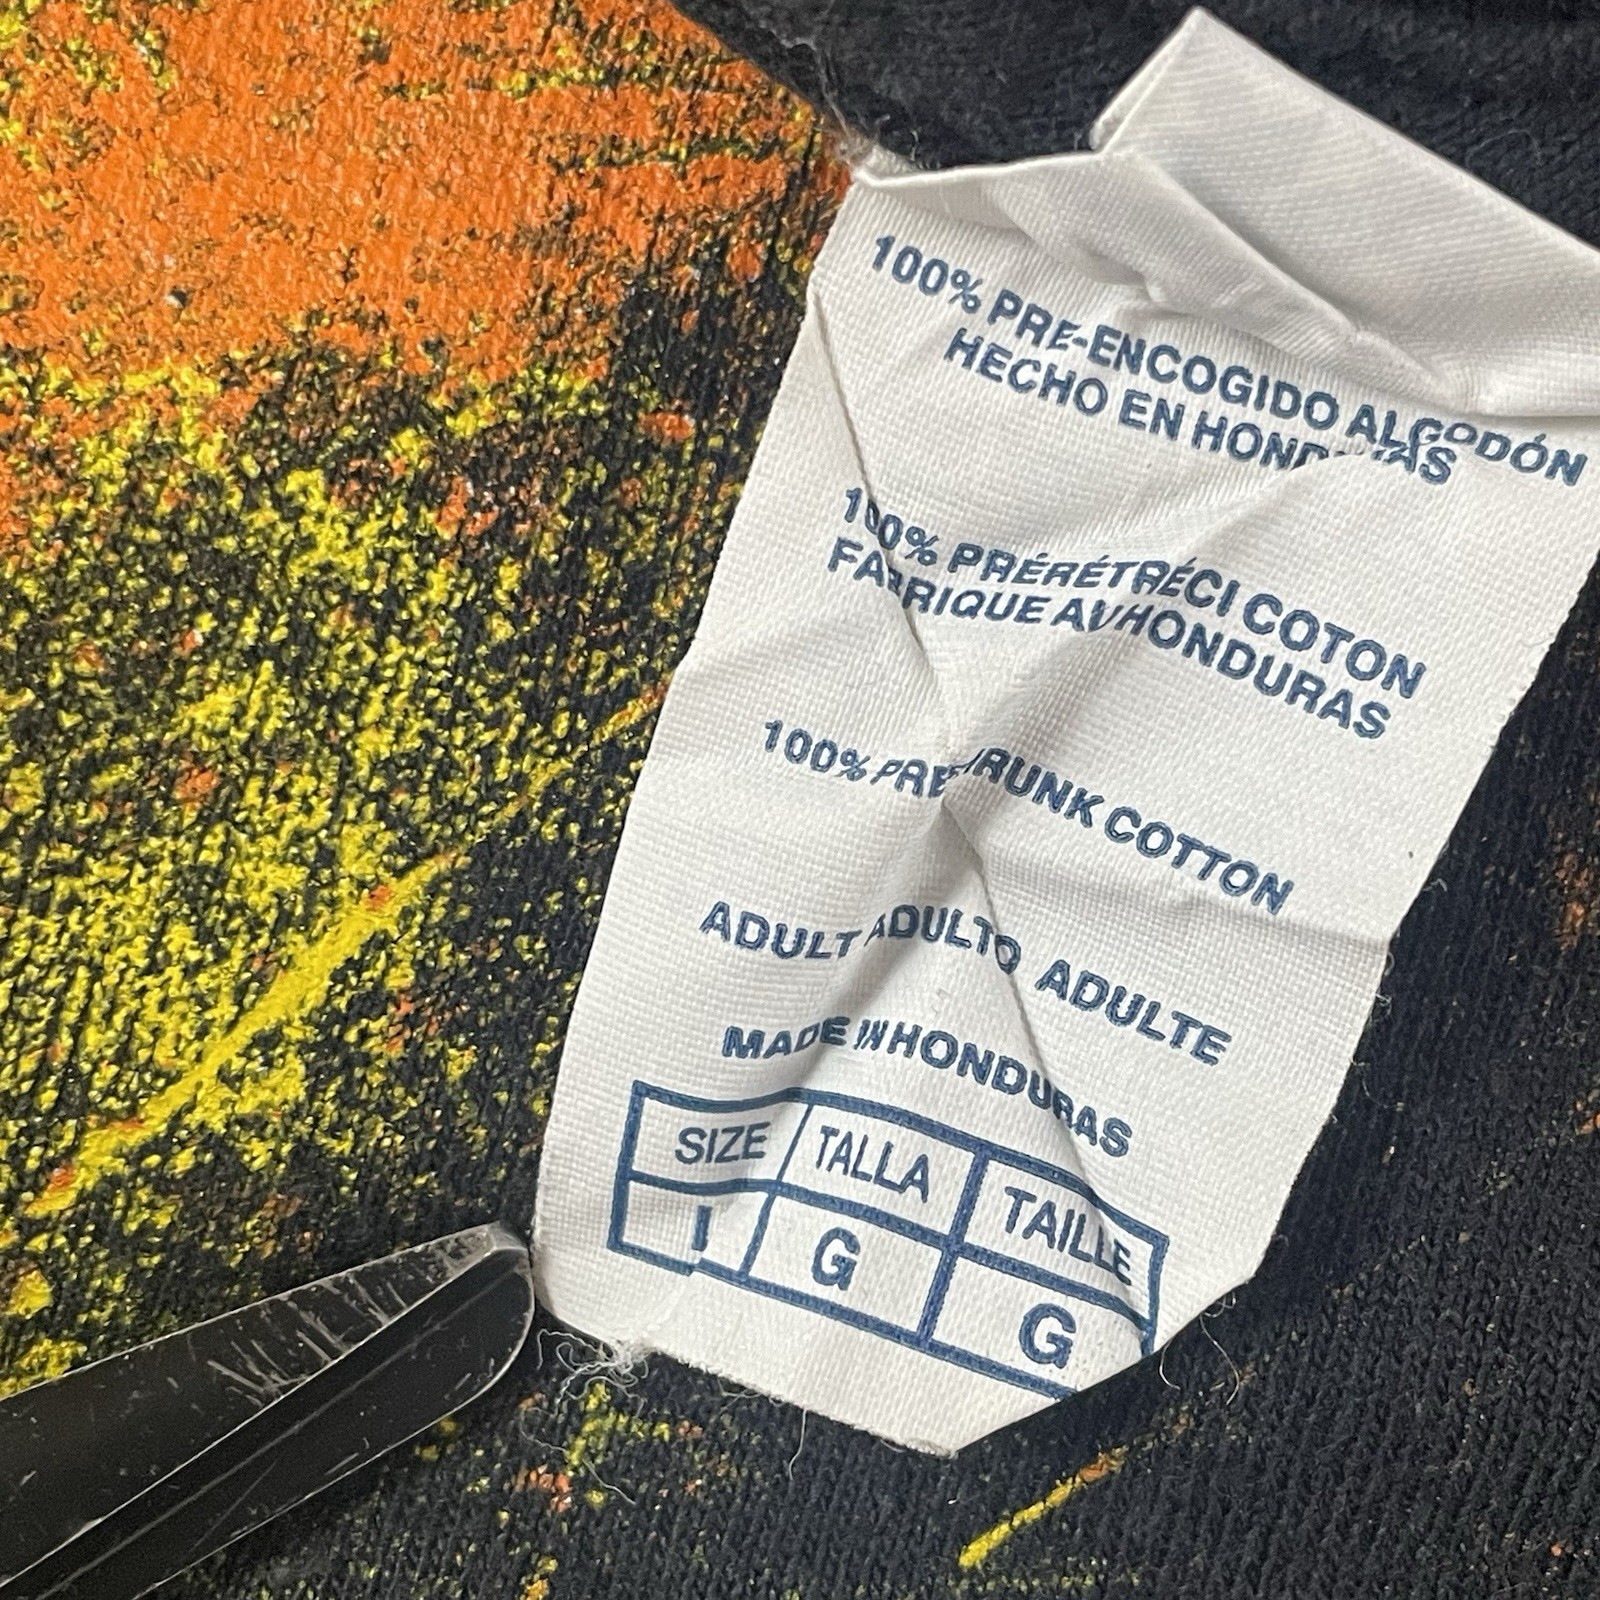 100% PRE-ENCOGIDO ALGODÓN
HECHO EN HONDURAS
100% PRÉRÉTRÉCI COTON
FABRIQUE AU HONDURAS
100% COTTON
ADULT ADULTO ADULTE
MADE IN HONDURAS
SIZE TALLA TAILLE
G G